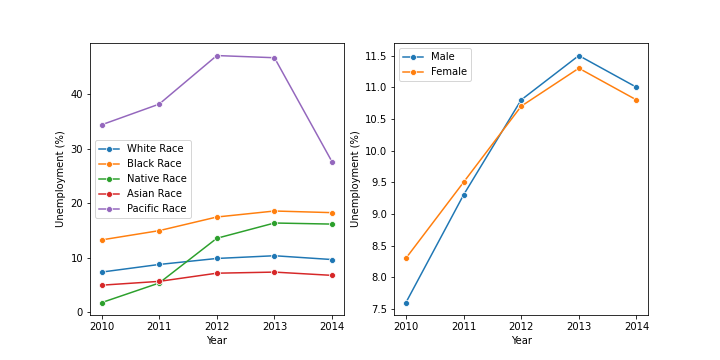 Unemployment (%)
40
30
20
10
0
White Race
Black Race
Native Race
Asian Race
Pacific Race
2010 2011 2012 2013 2014
Year
Unemployment (%)
11.5
11.0
10.5
10.0
9.5
9.0
8.5
8.0
7.5
Male
Female
2010 2011 2012 2013 2014
Year